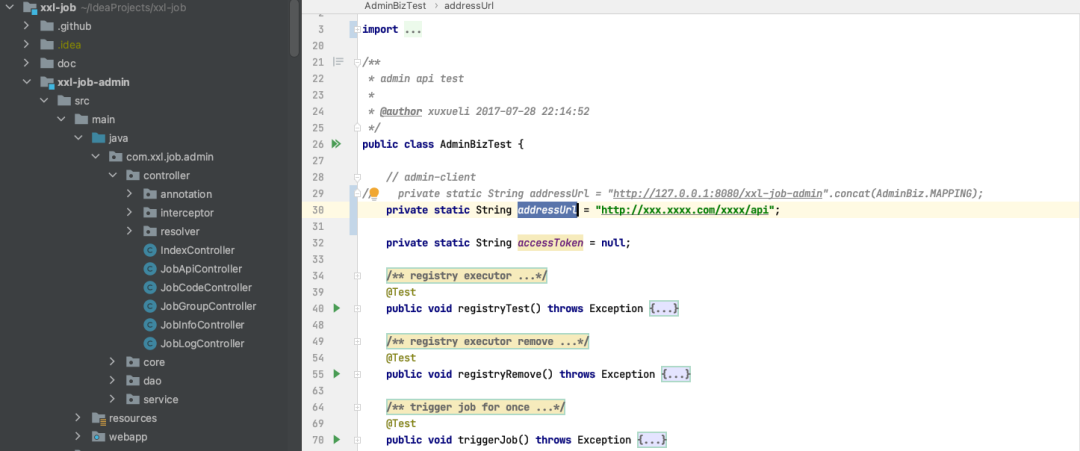 xxl-job ~/IdeaProjects/xxl-job
.github
.idea
doc
xxl-job-admin
src
main
java
com.xxl.job.admin
controller
annotation
interceptor
resolver
IndexController
JobApiController
JobCodeController
JobGroupController
JobInfoController
JobLogController
core
dao
service
resources
webapp
AdminBizTest › addressUrl
2
3 import ...
20
21 /**
22 * admin api test
23 *
24 * @author xuxueli 2017-07-28 22:14:52
25 */
26 public class AdminBizTest {
27
28 // admin-client
29 // private static String addressUrl = "http://127.0.0.1:8080/xxl-job-admin".concat(AdminBiz.MAPPING);
30 private static String addressUrl = "http://xxx.xxxx.com/xxxx/api";
31
32 private static String accessToken = null;
33
34 /** registry executor ...*/
39 @Test
40 public void registryTest() throws Exception {...}
48
49 /** registry executor remove ...*/
54 @Test
55 public void registryRemove() throws Exception {...}
63
64 /** trigger job for once ...*/
69 @Test
70 public void triggerJob() throws Exception {...}